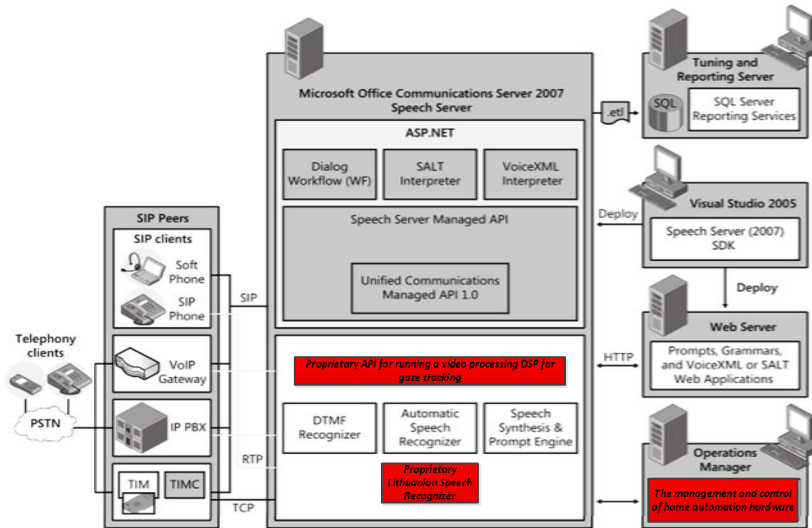 Microsoft Office Communications Server 2007
Speech Server
ASP.NET
Dialog
Workflow (WF)
SALT
Interpreter
VoiceXML
Interpreter
Speech Server Managed API
Unified Communications
Managed API 1.0
Proprietary API for running a video processing DSP for
gaze tracking
DTMF
Recognizer
Automatic
Speech
Recognizer
Speech
Synthesis &
Prompt Engine
Proprietary
Lithuanian Speech
Recognizer
SIP Peers
SIP clients
Soft
Phone
SIP
Phone
VoIP
Gateway
IP PBX
TIM
TIMC
Telephony
clients
PSTN
SIP
RTP
TCP
.etl
Tuning and
Reporting Server
SQL
SQL Server
Reporting Services
Deploy
Visual Studio 2005
Speech Server (2007)
SDK
Deploy
HTTP
Web Server
Prompts, Grammars,
and VoiceXML or SALT
Web Applications
Operations
Manager
The management and control
of home automation hardware